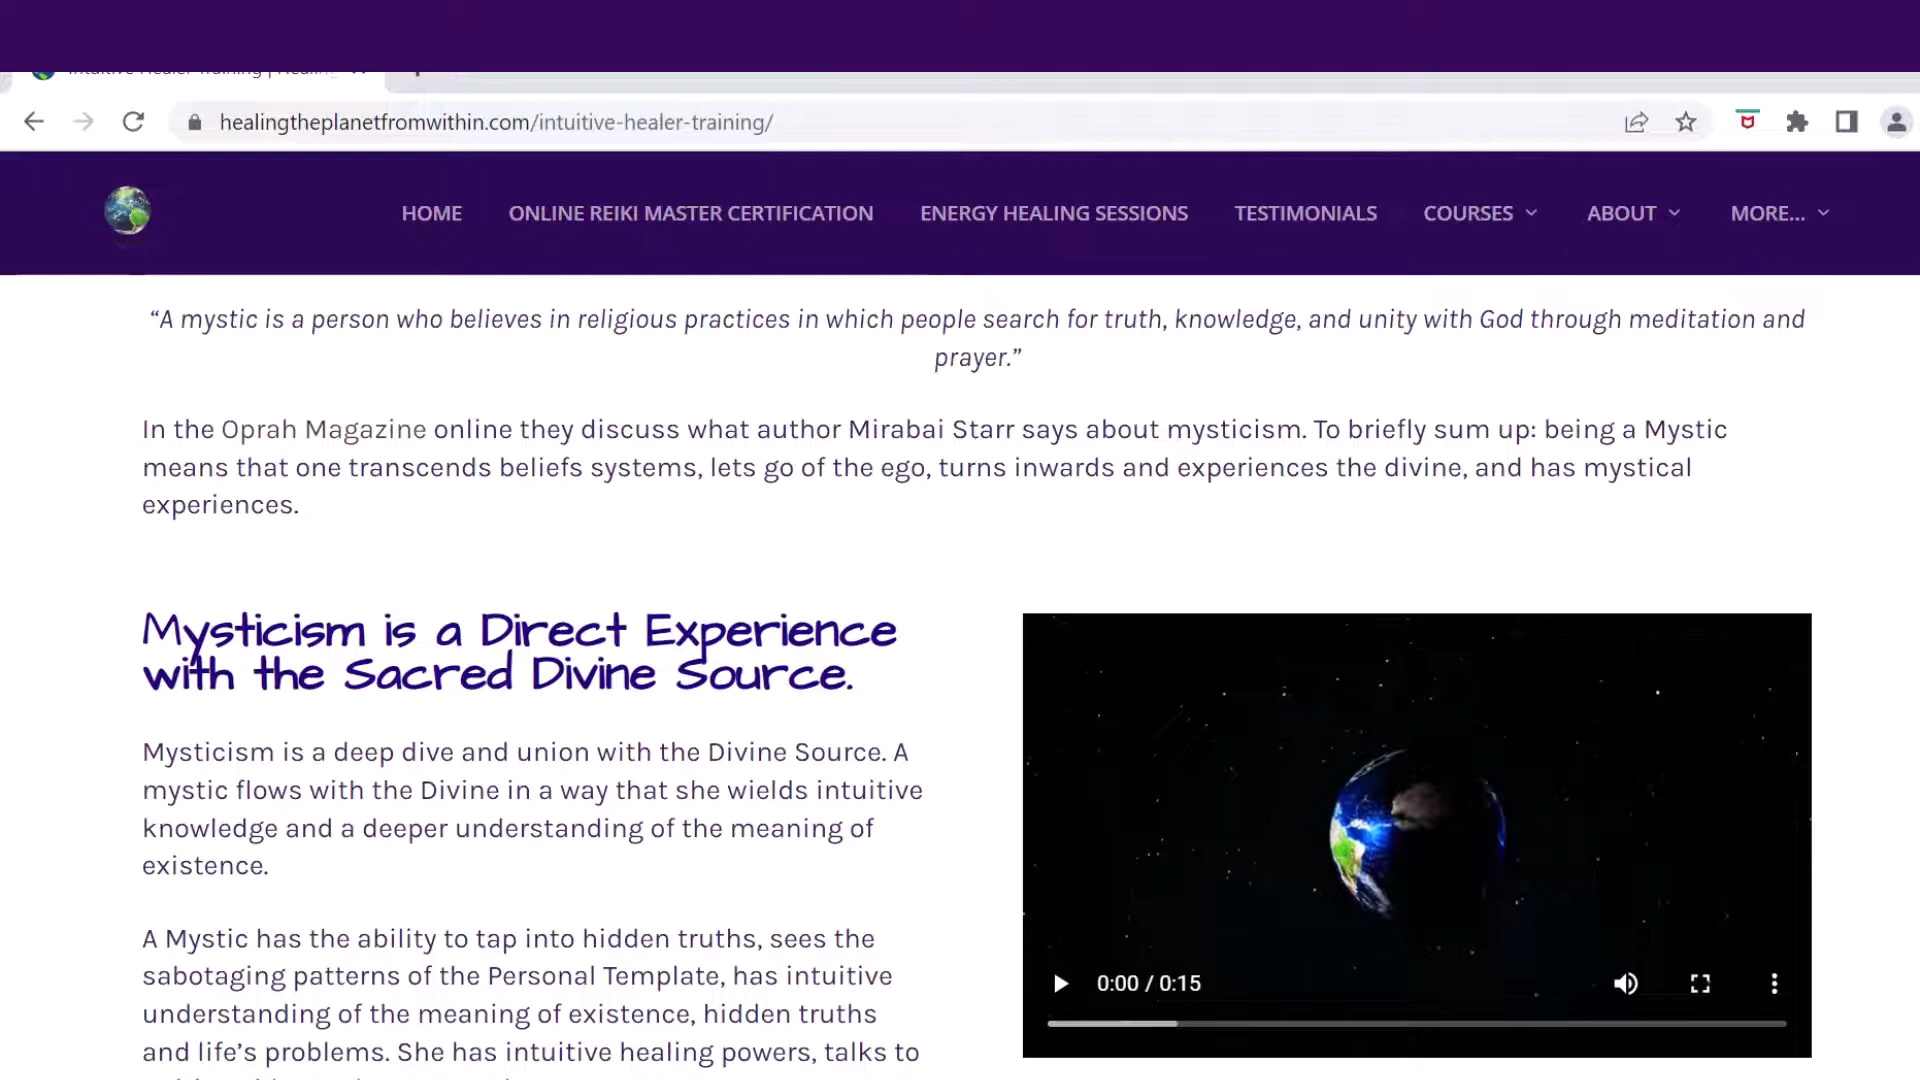 Intuitive Healer Training | Healing
healingtheplanetfromwithin.com/intuitive-healer-training/
HOME ONLINE REIKI MASTER CERTIFICATION ENERGY HEALING SESSIONS TESTIMONIALS COURSES ABOUT MORE...
“A mystic is a person who believes in religious practices in which people search for truth, knowledge, and unity with God through meditation and
prayer.”
In the Oprah Magazine online they discuss what author Mirabai Starr says about mysticism. To briefly sum up: being a Mystic
means that one transcends beliefs systems, lets go of the ego, turns inwards and experiences the divine, and has mystical
experiences.
Mysticism is a Direct Experience
with the Sacred Divine Source.
Mysticism is a deep dive and union with the Divine Source. A
mystic flows with the Divine in a way that she wields intuitive
knowledge and a deeper understanding of the meaning of
existence.
A Mystic has the ability to tap into hidden truths, sees the
sabotaging patterns of the Personal Template, has intuitive
understanding of the meaning of existence, hidden truths
and life’s problems. She has intuitive healing powers, talks to
0:00 / 0:15